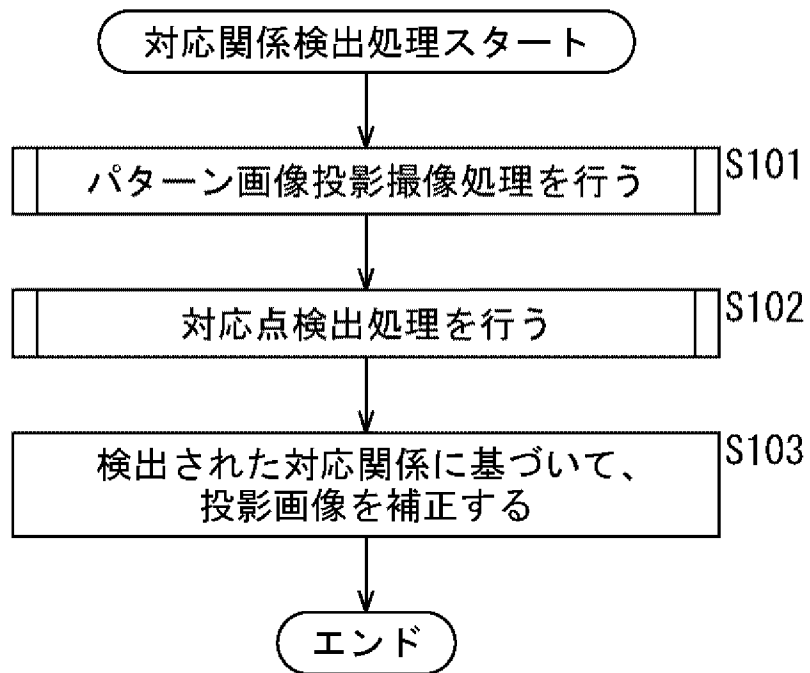 対応関係検出処理スタート
パターン画像投影撮像処理を行う
S101
対応点検出処理を行う
S102
検出された対応関係に基づいて、
投影画像を補正する
S103
エンド